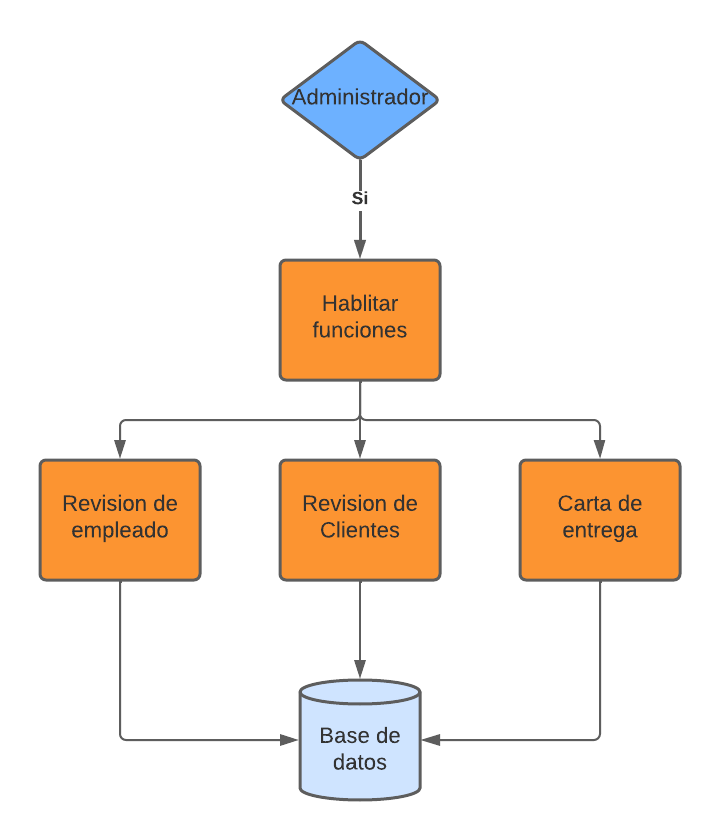 Administrador
Si
Hablitar
funciones
Revision de
empleado
Revision de
Clientes
Carta de
entrega
Base de
datos